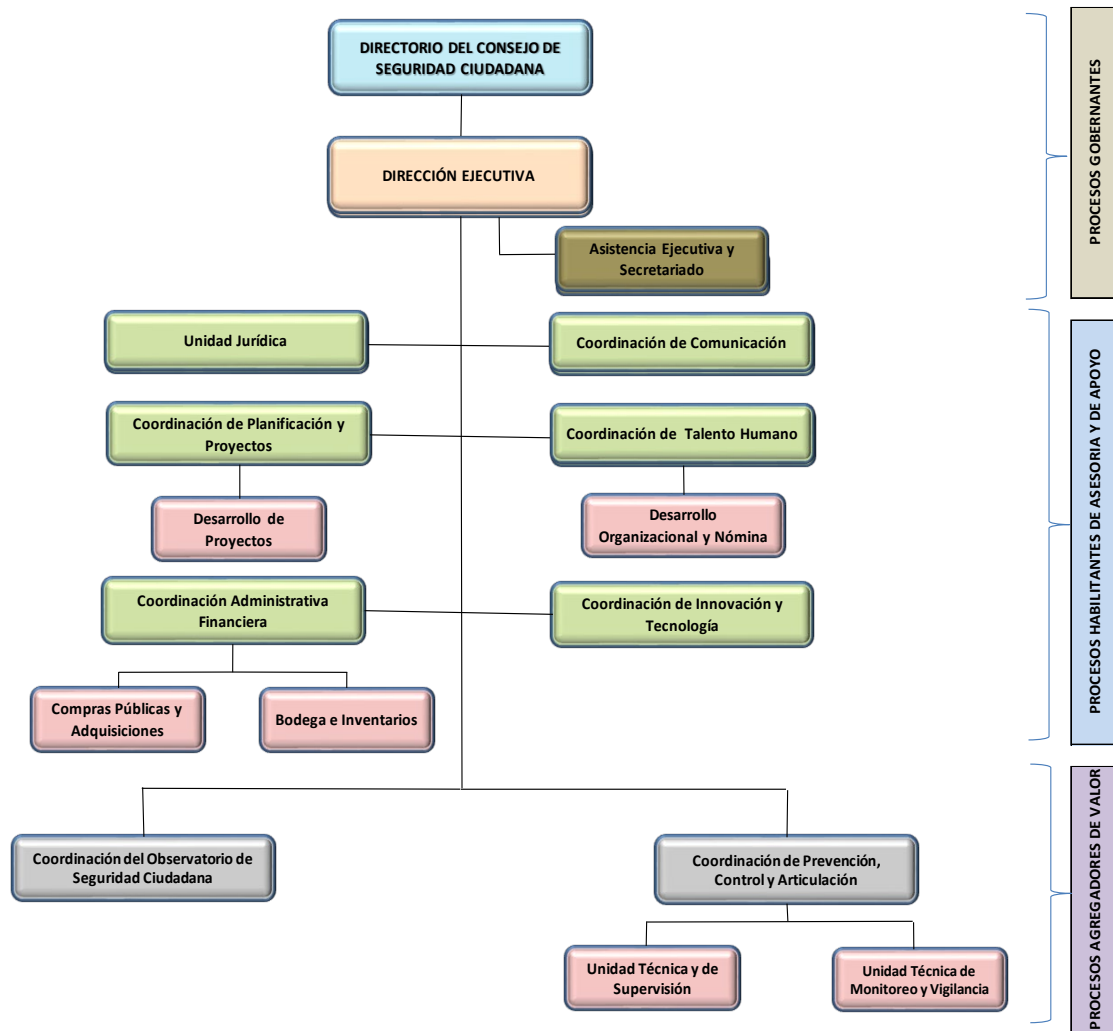 DIRECTORIO DEL CONSEJO DE
SEGURIDAD CIUDADANA
DIRECCIÓN EJECUTIVA
Asistencia Ejecutiva y
Secretariado
PROCESOS GOBERNANTES
Unidad Jurídica
Coordinación de Comunicación
Coordinación de Planificación y
Proyectos
Coordinación de Talento Humano
Desarrollo de
Proyectos
Desarrollo
Organizacional y Nómina
Coordinación Administrativa
Financiera
Coordinación de Innovación y
Tecnología
Compras Públicas y
Adquisiciones
Bodega e Inventarios
PROCESOS HABILITANTES DE ASESORIA Y DE APOYO
Coordinación del Observatorio de
Seguridad Ciudadana
Coordinación de Prevención,
Control y Articulación
Unidad Técnica y de
Supervisión
Unidad Técnica de
Monitoreo y Vigilancia
PROCESOS AGREGADORES DE VALOR